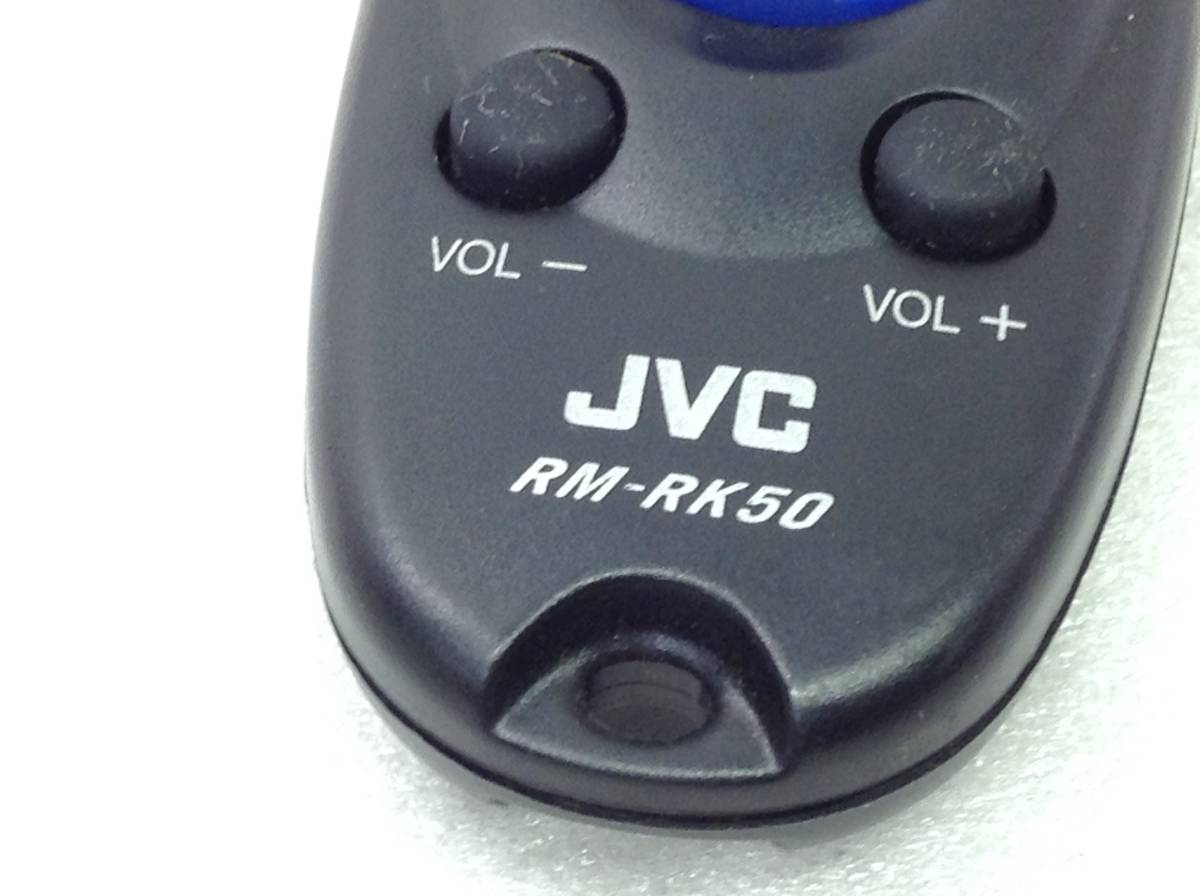 VOL –
VOL +
JVC
RM-RK50